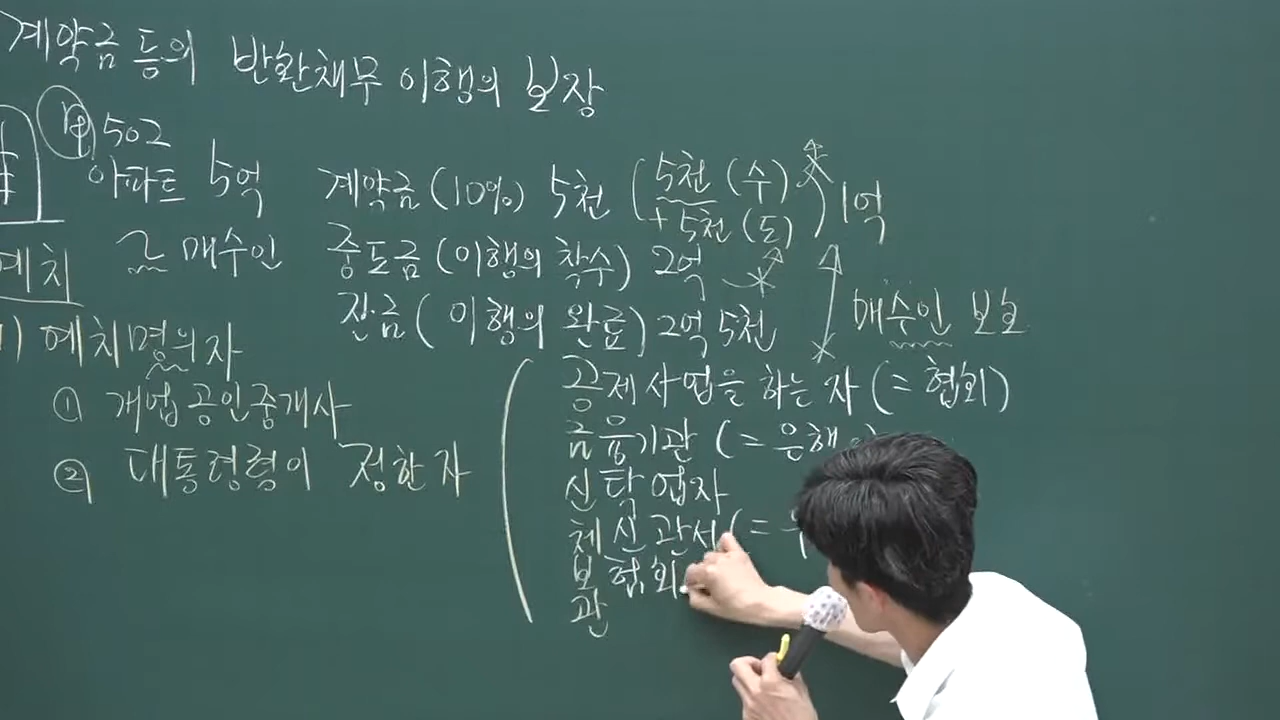 계약금 등의 반환채무 이행의 보장
甲 502
아파트 5억
乙 매수인
계약금 (10%) 5천 (5천 (수) + 5천 (도)) 1억
중도금 (이행의 착수) 2억
잔금 (이행의 완료) 2억 5천
매수인 보호
예치
1) 예치명의자
① 개업공인중개사
② 대통령령이 정한 자
공제사업을 하는 자 (= 협회)
금융기관 (= 은행
신탁업자
체신관서 (=
보험, 회
관